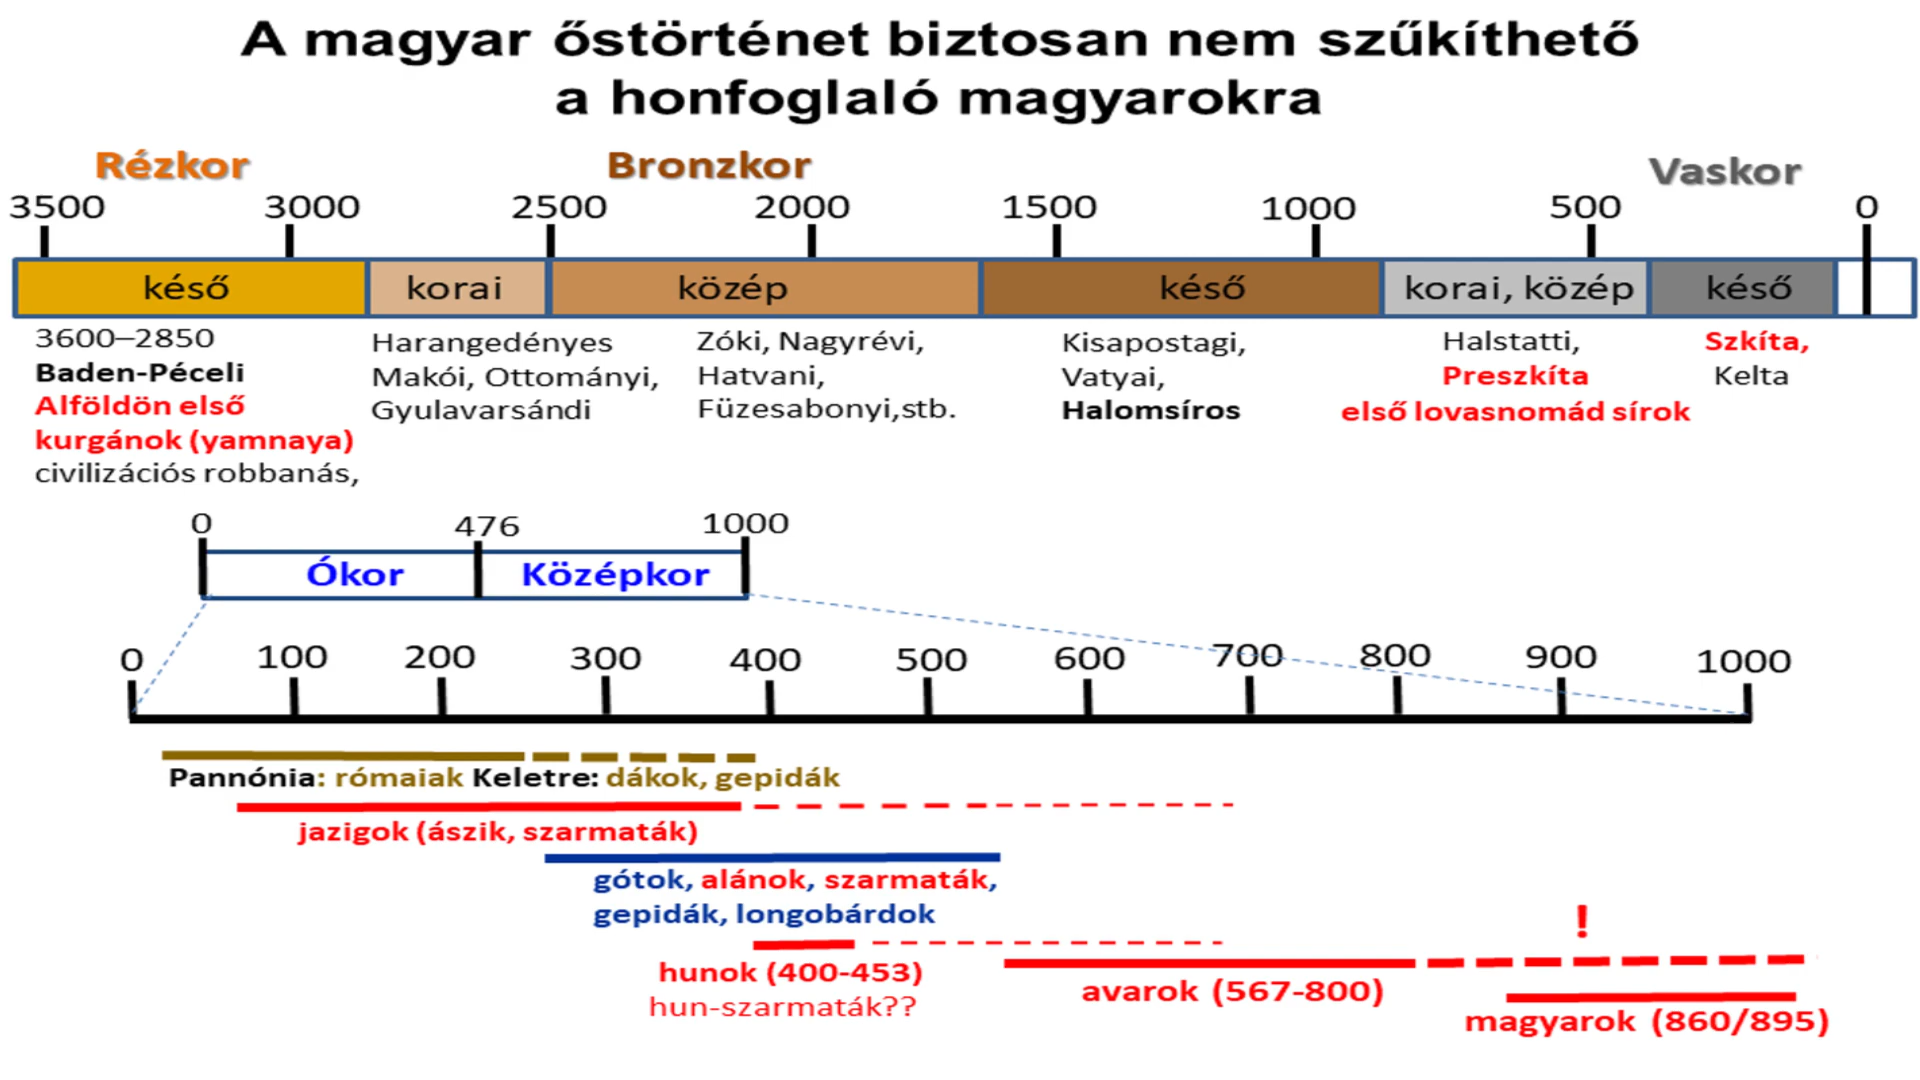 A magyar őstörténet biztosan nem szűkíthető
a honfoglaló magyarokra
Rézkor
Bronzkor
Vaskor
3500 3000 2500 2000 1500 1000 500 0
késő korai közép késő korai, közép késő
3600–2850
Baden-Péceli
Alföldön első
kurgánok (yamnaya)
civilizációs robbanás,
Harangedényes
Makói, Ottományi,
Gyulavarsándi
Zóki, Nagyrévi,
Hatvani,
Füzesabonyi,stb.
Kisapostagi,
Vatyai,
Halomsíros
Halstatti,
Preszkíta
első lovasnomád sírok
Szkíta,
Kelta
0 476 1000
Ókor Középkor
0 100 200 300 400 500 600 700 800 900 1000
Pannónia: rómaiak Keletre: dákok, gepidák
jazigok (ászik, szarmaták)
gótok, alánok, szarmaták,
gepidák, longobárdok
!
hunok (400-453)
hun-szarmaták??
avarok (567-800)
magyarok (860/895)